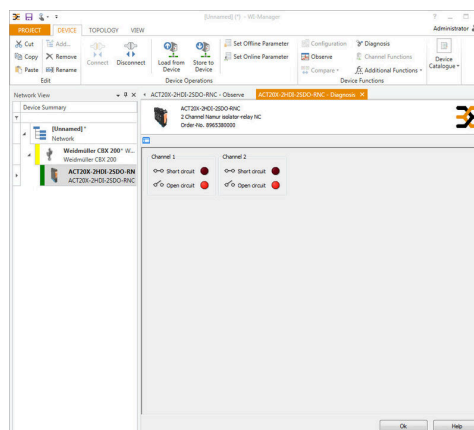 [Unnamed] (*) - WI-Manager
PROJECT DEVICE TOPOLOGY VIEW Administrator
Cut Add... Set Offline Parameter Configuration Diagnosis
Copy Remove Set Online Parameter Observe Channel Functions
Paste Rename Compare Additional Functions
Connect Disconnect Load from Device Store to Device Device Catalogue
Edit Device Operations Device Functions
Network View ACT20X-2HDI-2SDO-RNC - Observe ACT20X-2HDI-2SDO-RNC - Diagnosis
Device Summary
[Unnamed]*
Network
Weidmüller CBX 200* W...
Weidmüller CBX 200
ACT20X-2HDI-2SDO-RN
ACT20X-2HDI-2SDO-RNC
ACT20X-2HDI-2SDO-RNC
2 Channel Namur isolator-relay NC
Order-No. 8965380000
Channel 1 Channel 2
Short circuit Short circuit
Open circuit Open circuit
Ok Help